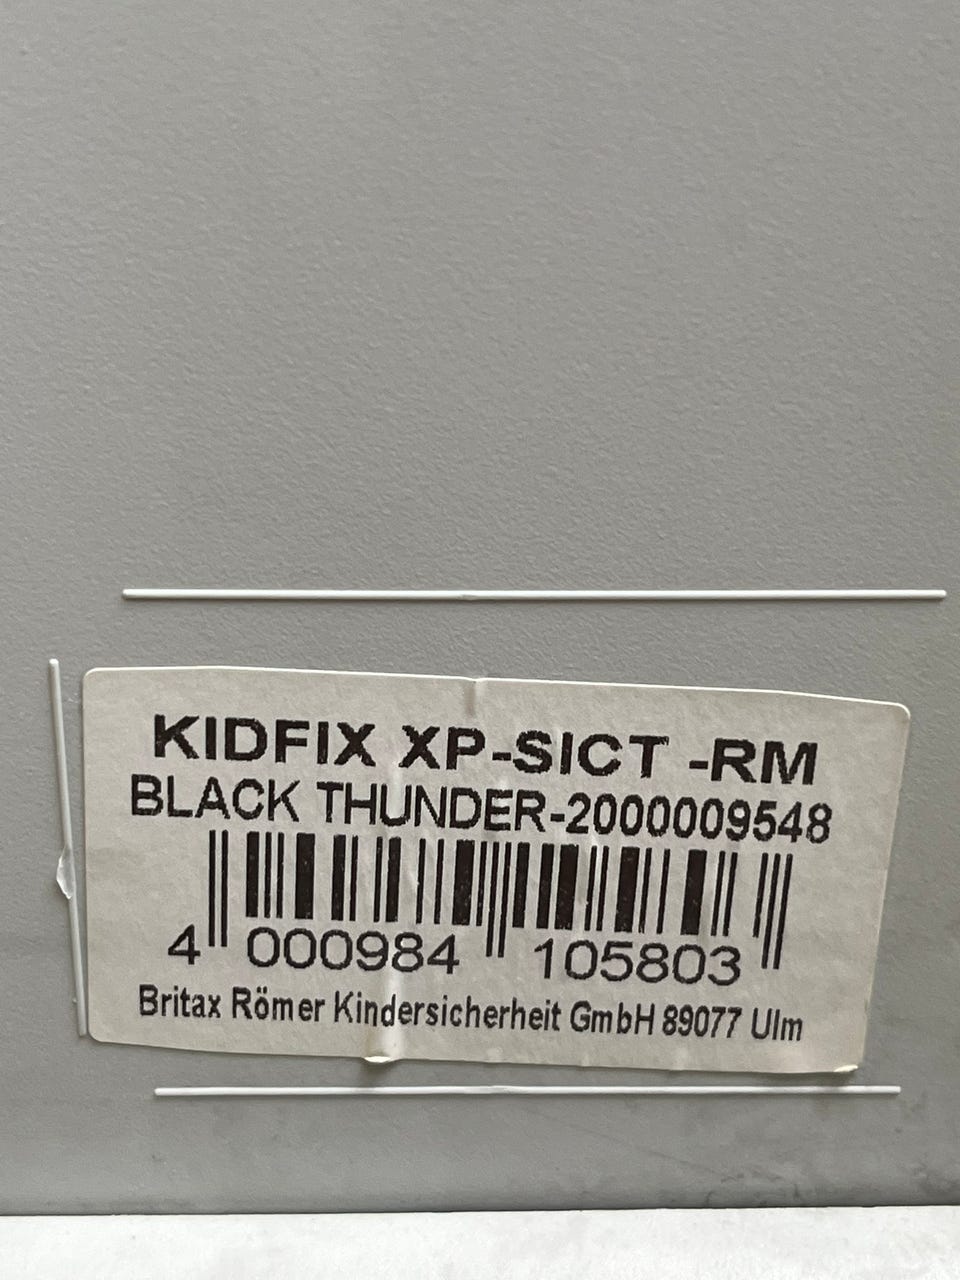 KIDFIX XP-SICT -RM
BLACK THUNDER-2000009548
4 000984 105803
Britax Römer Kindersicherheit GmbH 89077 Ulm